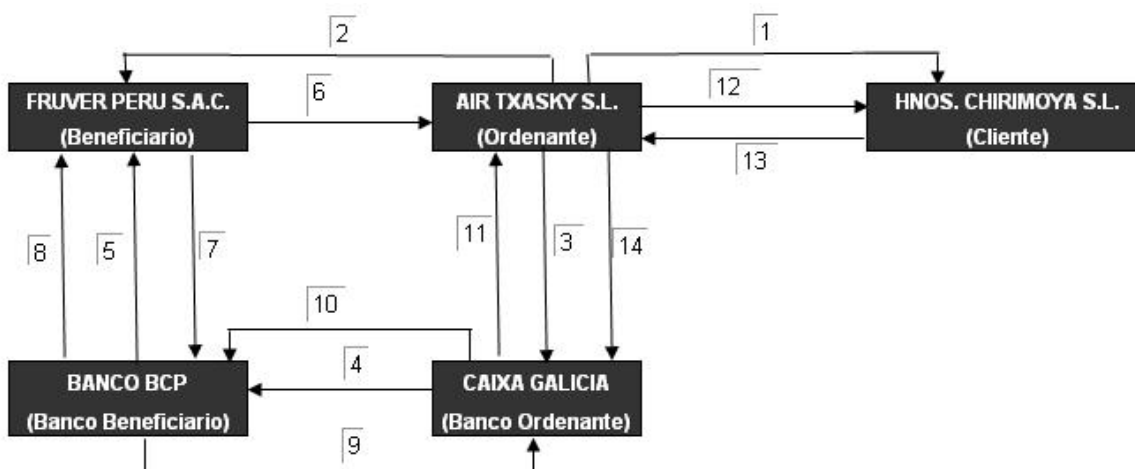 2
1
FRUVER PERU S.A.C.
(Beneficiario)
6
AIR TXASKY S.L.
(Ordenante)
12
HNOS. CHIRIMOYA S.L.
(Cliente)
13
8
5
7
11
3
14
10
4
BANCO BCP
(Banco Beneficiario)
CAIXA GALICIA
(Banco Ordenante)
9